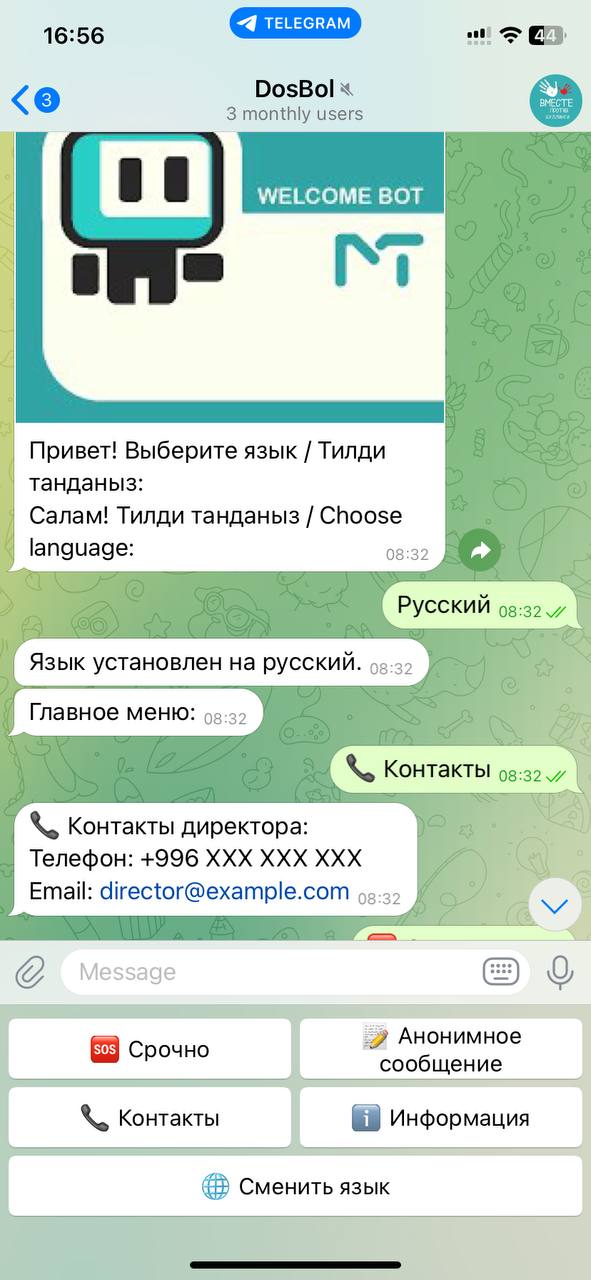 16:56
TELEGRAM
44
3
DosBol
3 monthly users
ВМЕСТЕ
ПРОТИВ
БУЛЛИНГА
WELCOME BOT
Привет! Выберите язык / Тилди
танданыз:
Салам! Тилди танданыз / Choose
language:
08:32
Русский 08:32
Язык установлен на русский. 08:32
Главное меню: 08:32
📞 Контакты 08:32
📞 Контакты директора:
Телефон: +996 XXX XXX XXX
Email: director@example.com 08:32
Message
🆘 Срочно
📝 Анонимное
сообщение
📞 Контакты
ℹ️ Информация
🌐 Сменить язык